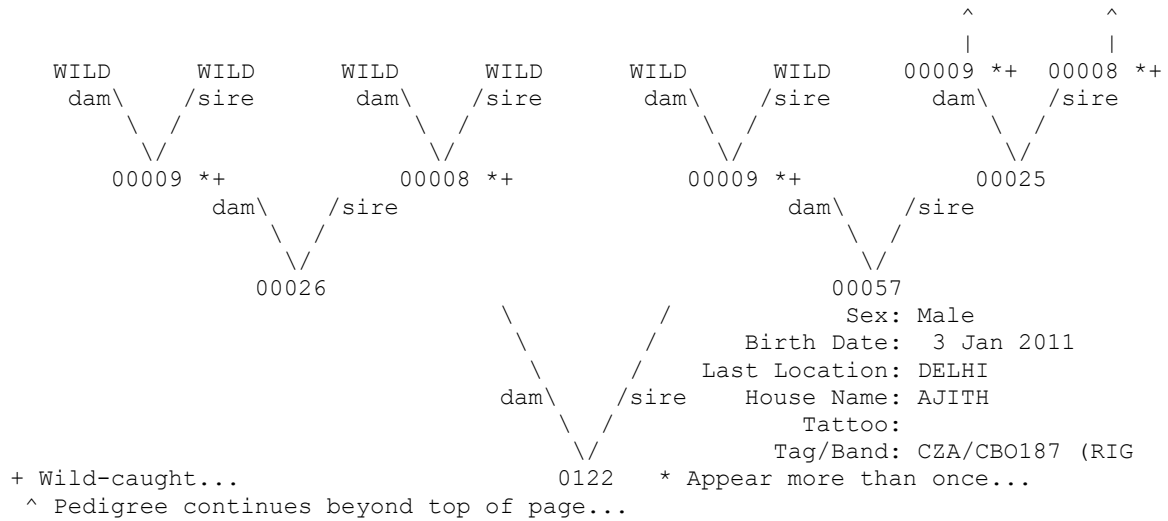 ^ ^
| |
WILD WILD WILD WILD WILD WILD 00009 *+ 00008 *+
dam\ /sire dam\ /sire dam\ /sire dam\ /sire
\ / \ / \ / \ /
\/ \/ \/ \/
00009 *+ 00008 *+ 00009 *+ 00025
dam\ /sire dam\ /sire
\ / \ /
\/ \/
00026 00057
\ / Sex: Male
\ / Birth Date: 3 Jan 2011
\ / Last Location: DELHI
dam\ /sire House Name: AJITH
\ / Tattoo:
\/ Tag/Band: CZA/CBO187 (RIG
+ Wild-caught... 0122 * Appear more than once...
^ Pedigree continues beyond top of page...